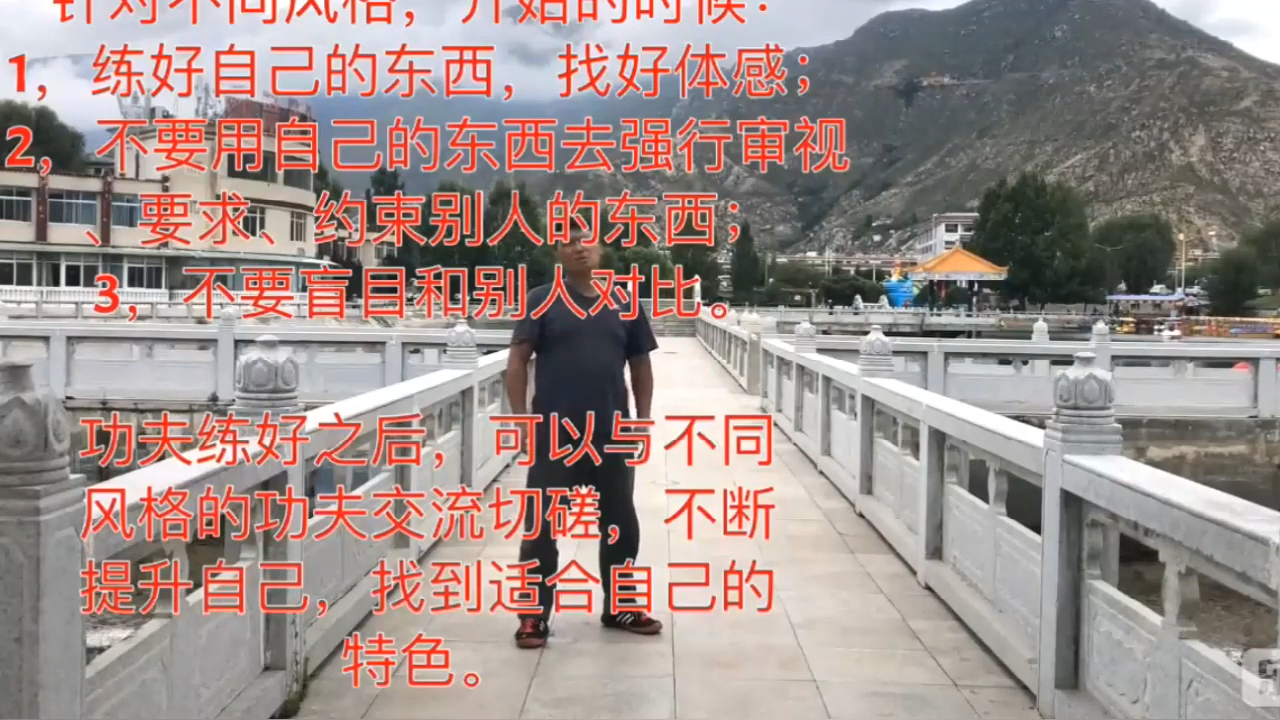 针对不同风格，开始的时候：
1，练好自己的东西，找好体感；
2，不要用自己的东西去强行审视
、要求、约束别人的东西；
3，不要盲目和别人对比。
功夫练好之后，可以与不同
风格的功夫交流切磋，不断
提升自己，找到适合自己的
特色。